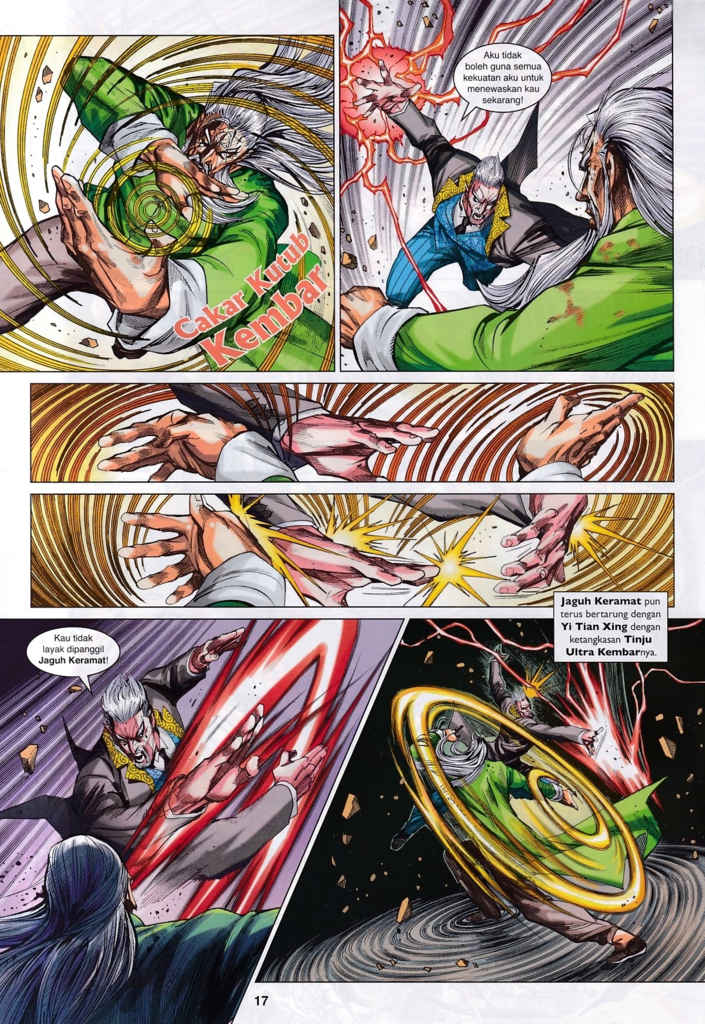 Aku tidak
boleh guna semua
kekuatan aku untuk
menewaskan kau
sekarang!
Cakar Kutub
Kembar
Jaguh Keramat pun
terus bertarung dengan
Yi Tian Xing dengan
ketangkasan Tinju
Ultra Kembarnya.
Kau tidak
layak dipanggil
Jaguh Keramat!
17